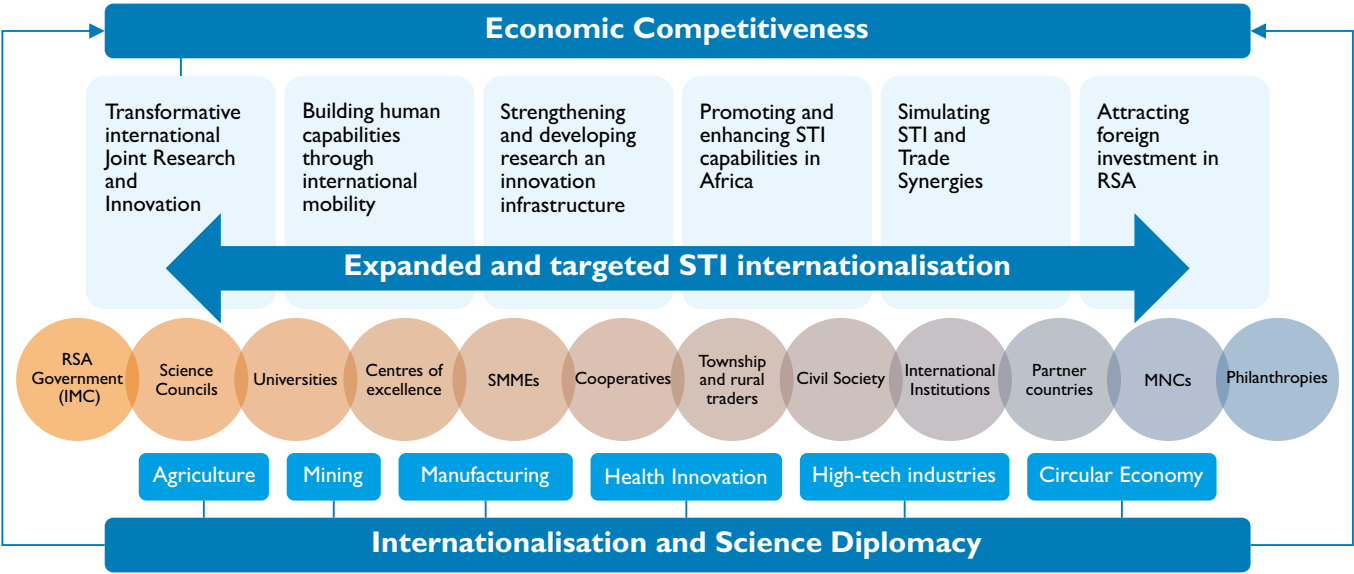 Economic Competitiveness
Transformative
international
Joint Research
and
Innovation
Building human
capabilities
through
international
mobility
Strengthening
and developing
research an
innovation
infrastructure
Promoting and
enhancing STI
capabilities in
Africa
Simulating
STI and
Trade
Synergies
Attracting
foreign
investment in
RSA
Expanded and targeted STI internationalisation
RSA
Government
(IMC)
Science
Councils
Universities
Centres of
excellence
SMMEs
Cooperatives
Township
and rural
traders
Civil Society
International
Institutions
Partner
countries
MNCs
Philanthropies
Agriculture
Mining
Manufacturing
Health Innovation
High-tech industries
Circular Economy
Internationalisation and Science Diplomacy